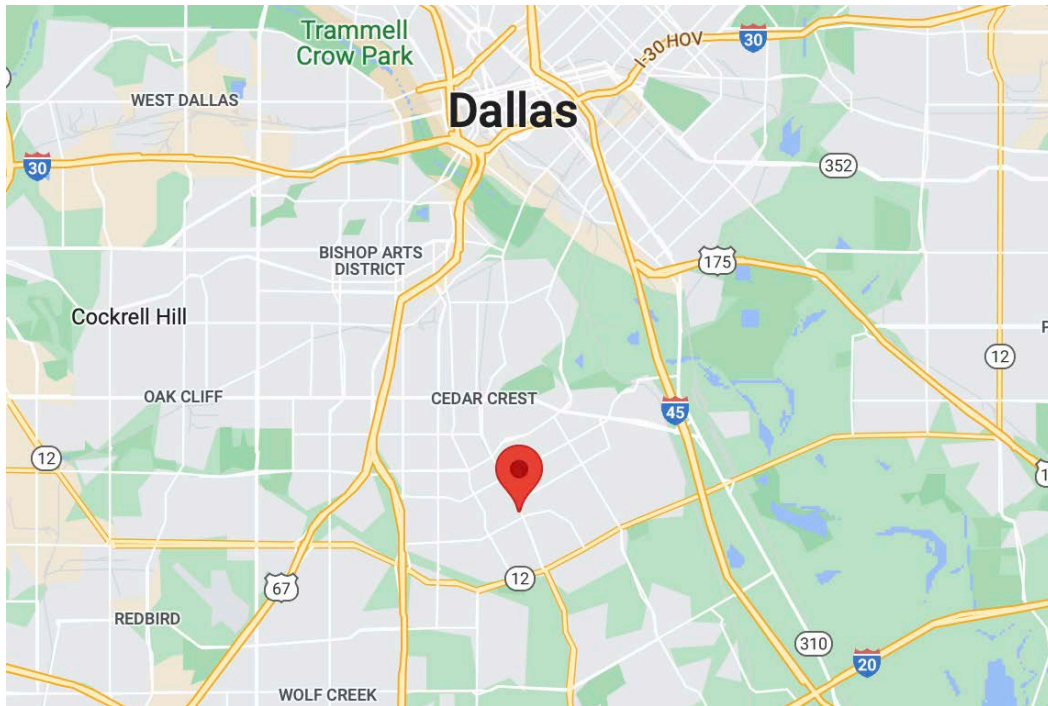 Trammell
Crow Park
I-30 HOV
30
WEST DALLAS
Dallas
30
352
BISHOP ARTS
DISTRICT
175
Cockrell Hill
12
OAK CLIFF
CEDAR CREST
45
12
12
67
REDBIRD
310
20
WOLF CREEK